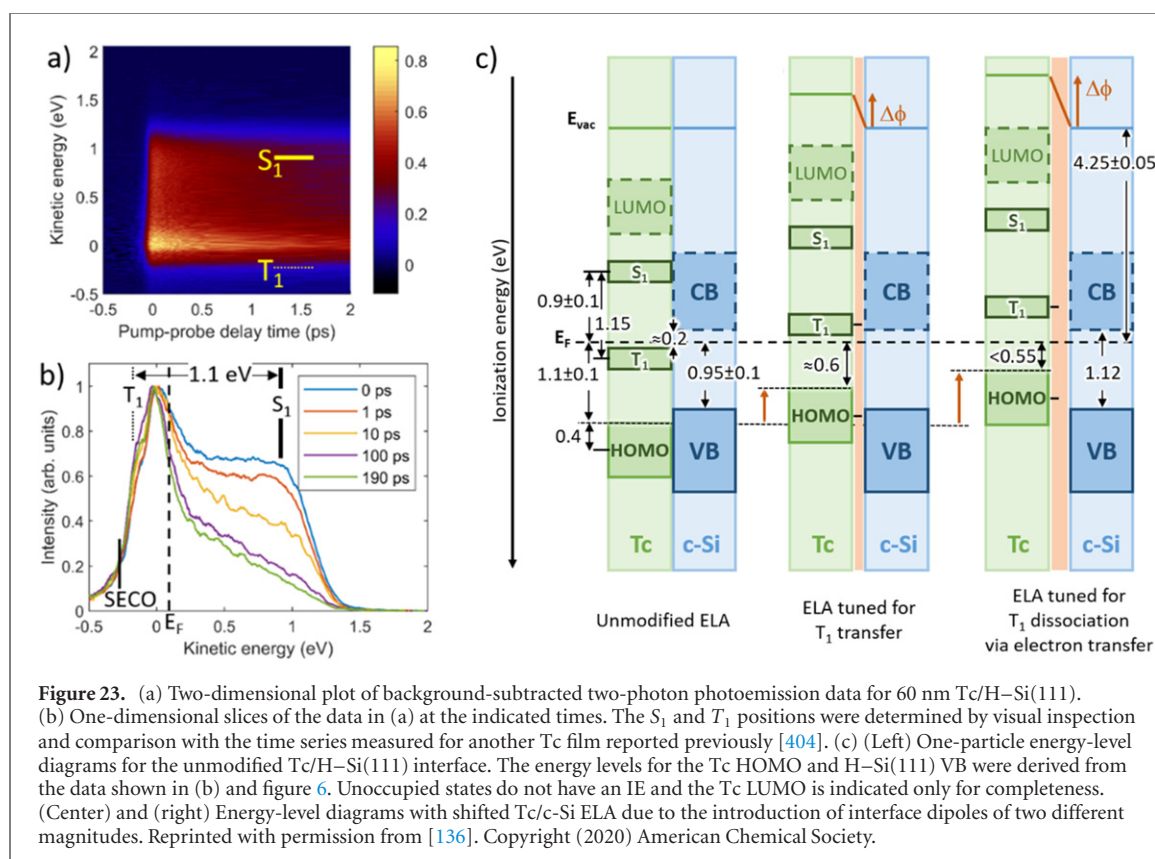 a)
2
1.5
1
0.5
0
-0.5
Kinetic energy (eV)
S1
T1
0 0.5 1 1.5 2
Pump-probe delay time (ps)
0.8
0.6
0.4
0.2
0
b)
1
0.8
0.6
0.4
0.2
0
Intensity (arb. units)
1.1 eV
T1
S1
0 ps
1 ps
10 ps
100 ps
190 ps
SECO
EF
-0.5 0 0.5 1 1.5 2
Kinetic energy (eV)
c)
Ionization energy (eV)
Evac
LUMO
S1
CB
0.9±0.1
1.15
≈0.2
EF
T1
1.1±0.1
0.95±0.1
0.4
HOMO
VB
Tc
c-Si
Unmodified ELA
Δϕ
LUMO
S1
CB
T1
≈0.6
HOMO
VB
Tc
c-Si
ELA tuned for
T1 transfer
Δϕ
4.25±0.05
LUMO
S1
CB
T1
<0.55
1.12
HOMO
VB
Tc
c-Si
ELA tuned for
T1 dissociation
via electron transfer
Figure 23. (a) Two-dimensional plot of background-subtracted two-photon photoemission data for 60 nm Tc/H–Si(111).
(b) One-dimensional slices of the data in (a) at the indicated times. The S1 and T1 positions were determined by visual inspection
and comparison with the time series measured for another Tc film reported previously [404]. (c) (Left) One-particle energy-level
diagrams for the unmodified Tc/H–Si(111) interface. The energy levels for the Tc HOMO and H–Si(111) VB were derived from
the data shown in (b) and figure 6. Unoccupied states do not have an IE and the Tc LUMO is indicated only for completeness.
(Center) and (right) Energy-level diagrams with shifted Tc/c-Si ELA due to the introduction of interface dipoles of two different
magnitudes. Reprinted with permission from [136]. Copyright (2020) American Chemical Society.